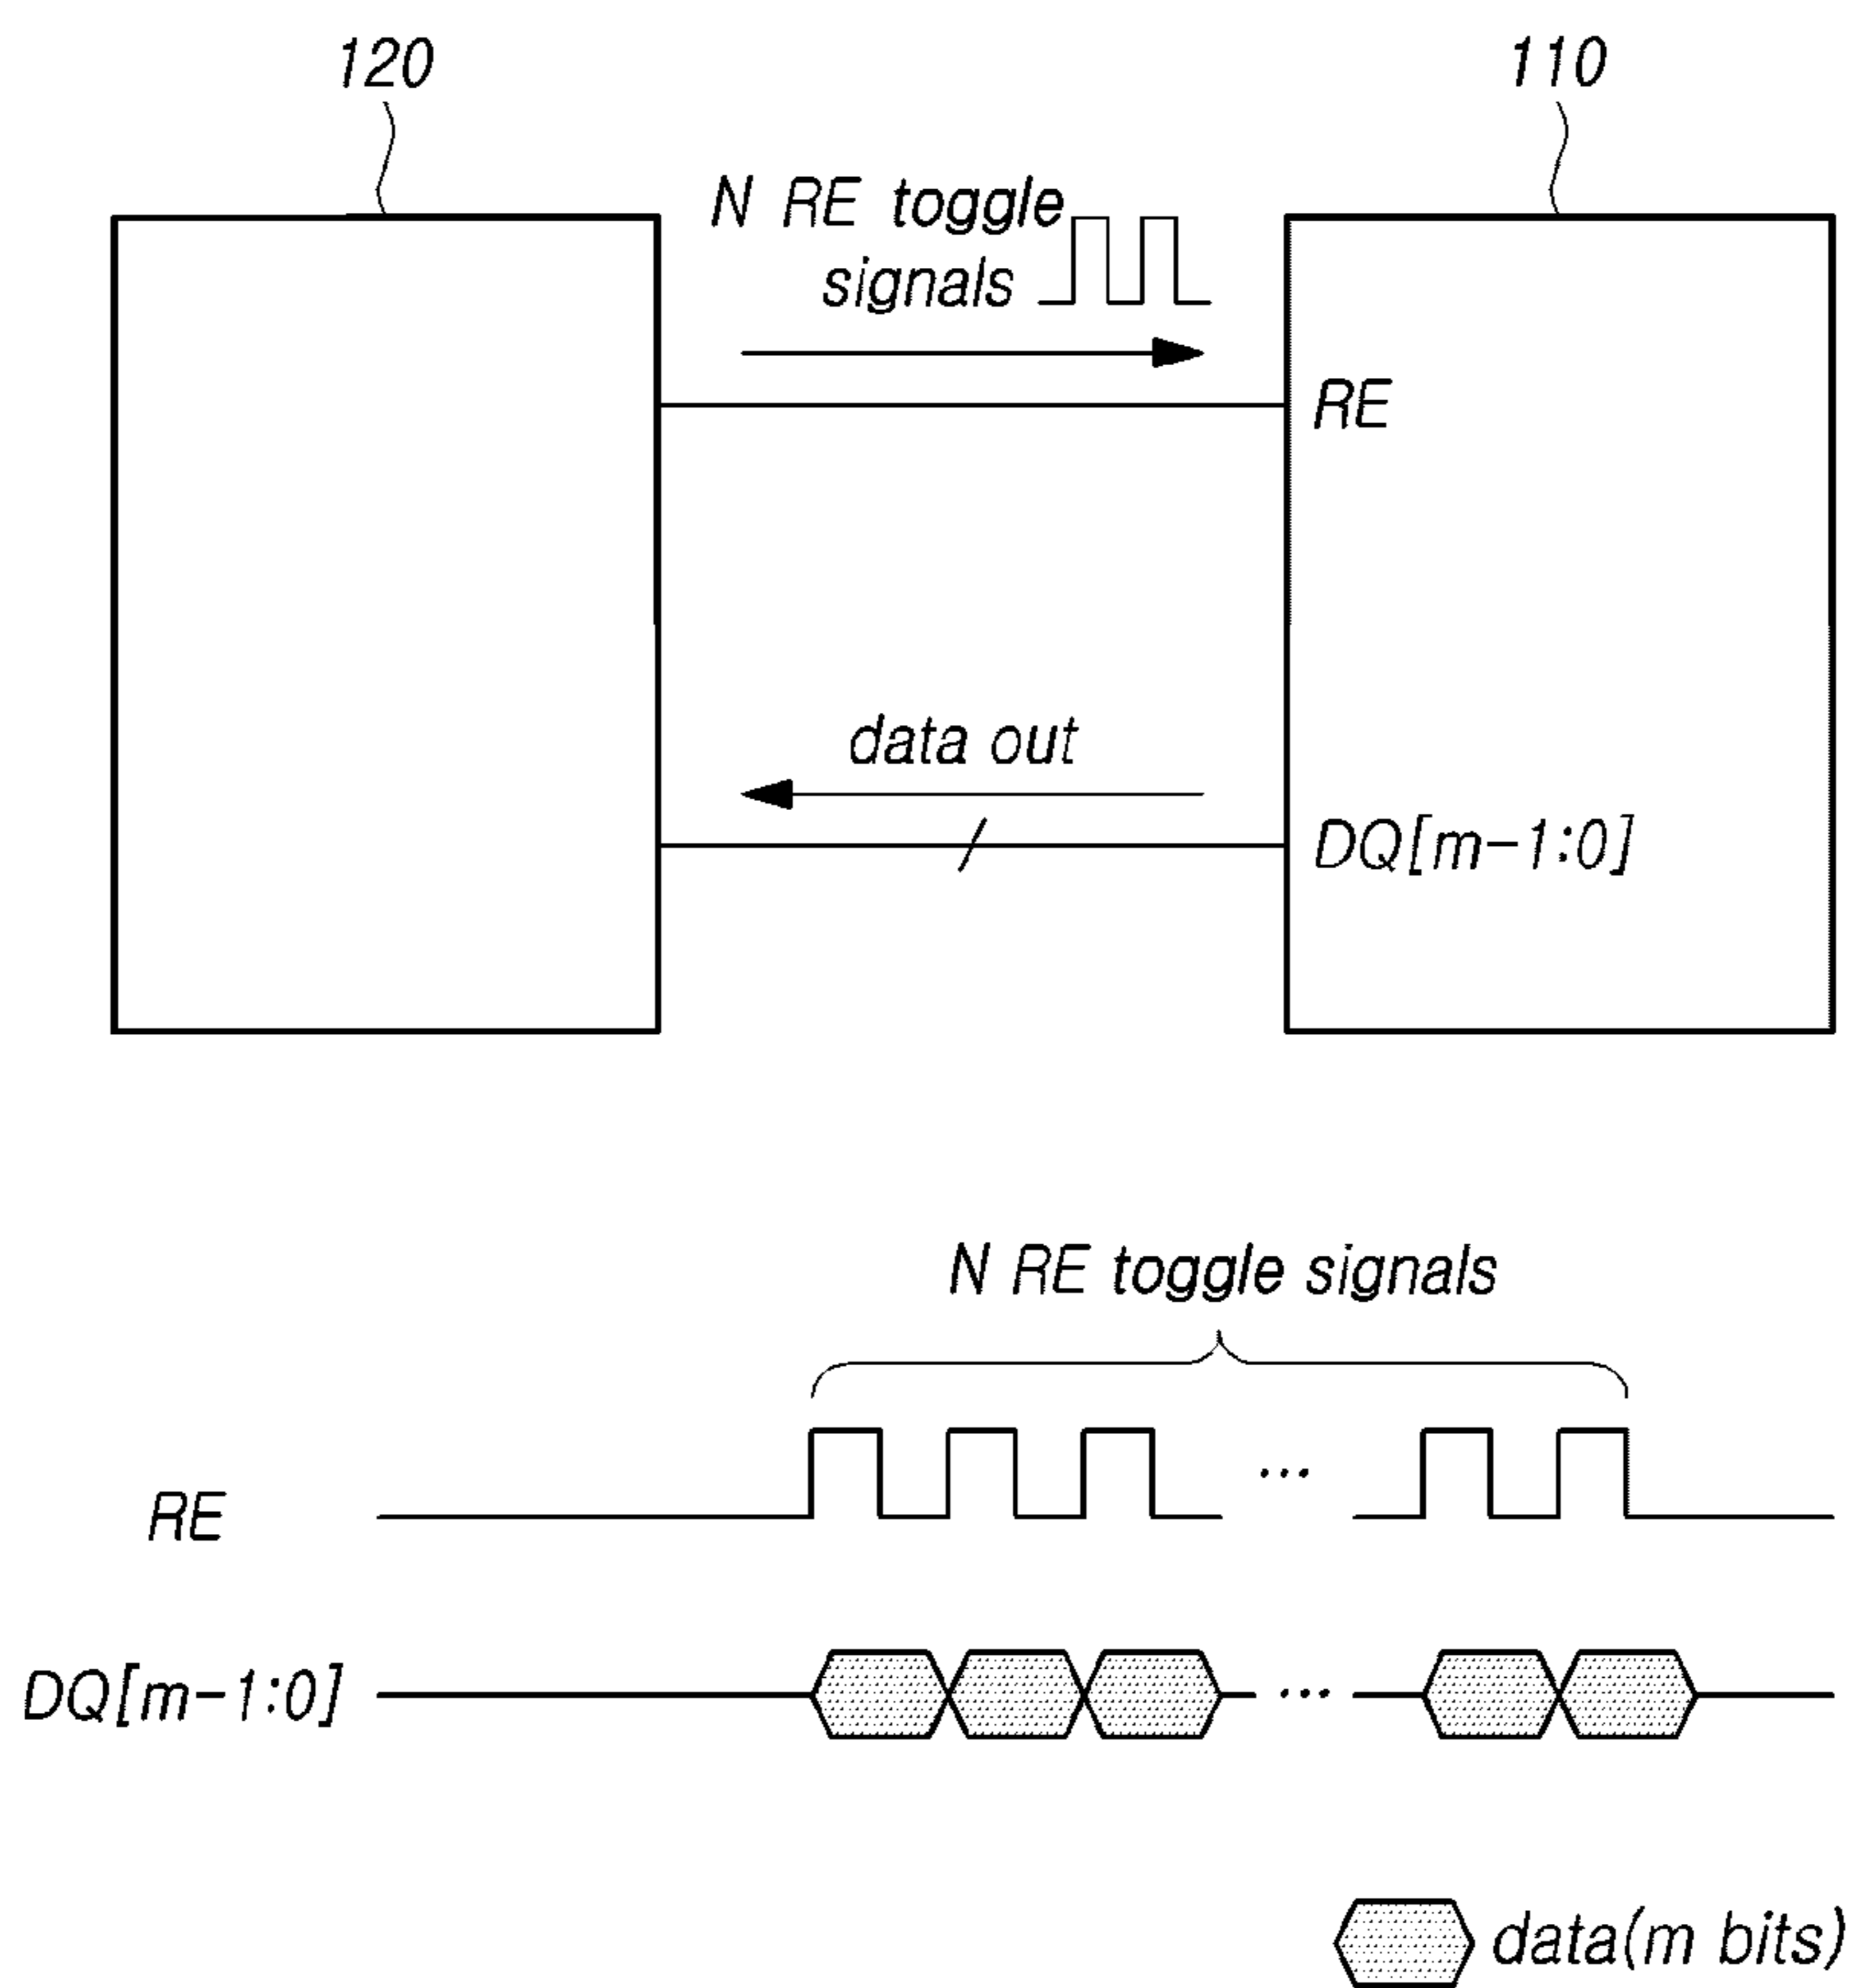 120
110
N RE toggle
signals
RE
data out
DQ[m-1:0]
N RE toggle signals
...
RE
DQ[m-1:0]
...
data(m bits)